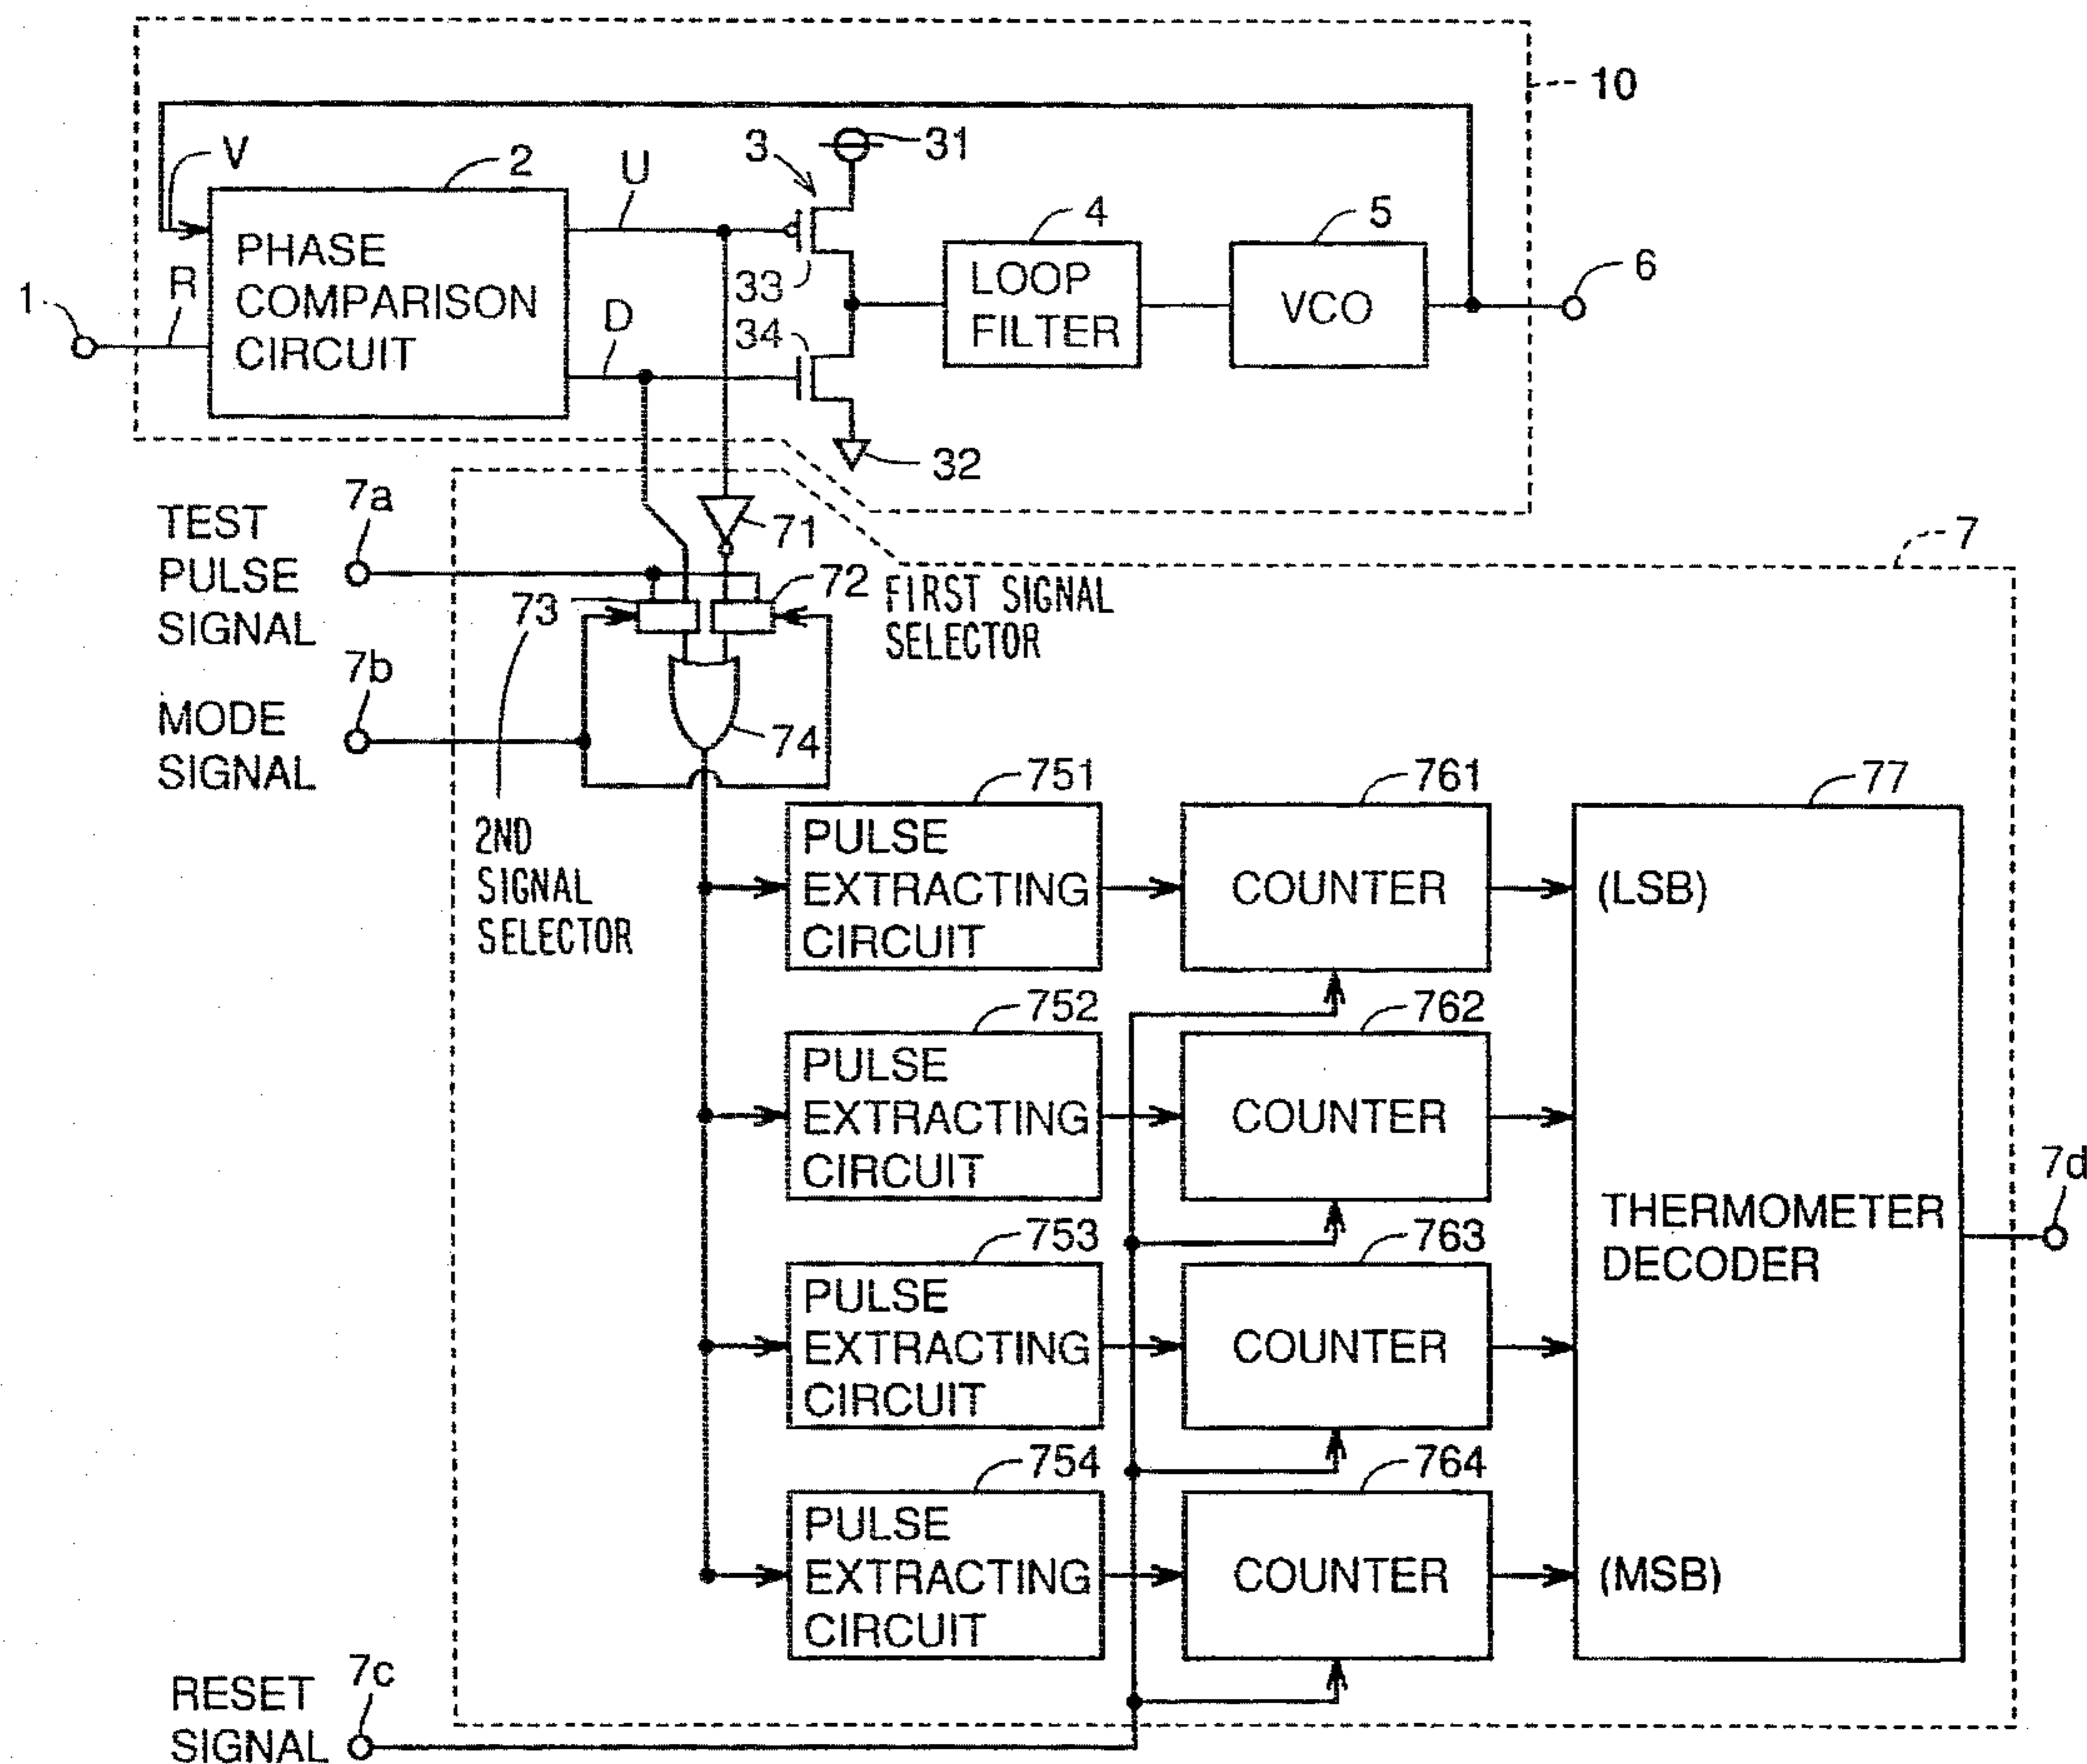 10
V
2
U
3
31
PHASE
COMPARISON
CIRCUIT
R
1
D
33
34
4
LOOP
FILTER
5
VCO
6
32
TEST
PULSE
SIGNAL
7a
71
7
73
72
FIRST SIGNAL
SELECTOR
MODE
SIGNAL
7b
74
2ND
SIGNAL
SELECTOR
751
PULSE
EXTRACTING
CIRCUIT
761
COUNTER
77
(LSB)
752
PULSE
EXTRACTING
CIRCUIT
762
COUNTER
THERMOMETER
DECODER
7d
753
PULSE
EXTRACTING
CIRCUIT
763
COUNTER
754
PULSE
EXTRACTING
CIRCUIT
764
COUNTER
(MSB)
RESET
SIGNAL
7c